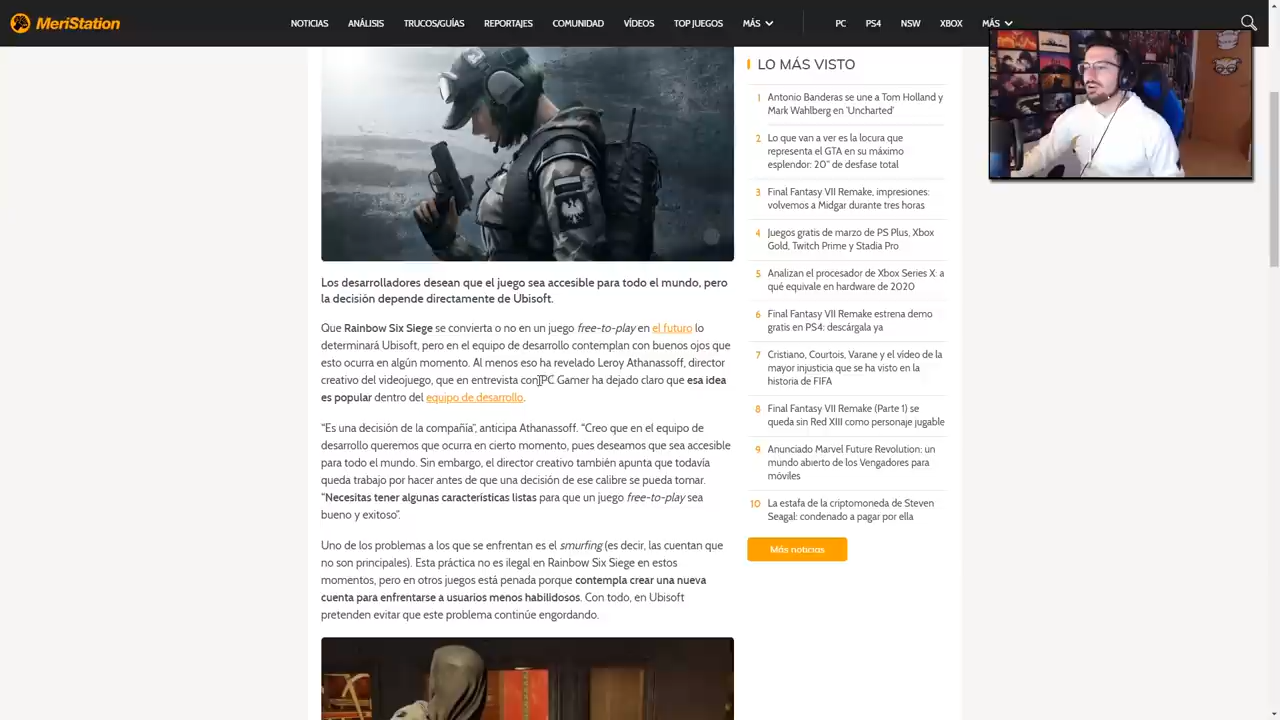 MeriStation
NOTICIAS
ANÁLISIS
TRUCOS/GUÍAS
REPORTAJES
COMUNIDAD
VÍDEOS
TOP JUEGOS
MÁS
PC
PS4
NSW
XBOX
MÁS
Los desarrolladores desean que el juego sea accesible para todo el mundo, pero
la decisión depende directamente de Ubisoft.
Que Rainbow Six Siege se convierta o no en un juego free-to-play en el futuro lo
determinará Ubisoft, pero en el equipo de desarrollo contemplan con buenos ojos que
esto ocurra en algún momento. Al menos eso ha revelado Leroy Athanassoff, director
creativo del videojuego, que en entrevista con PC Gamer ha dejado claro que esa idea
es popular dentro del equipo de desarrollo.
"Es una decisión de la compañía", anticipa Athanassoff. "Creo que en el equipo de
desarrollo queremos que ocurra en cierto momento, pues deseamos que sea accesible
para todo el mundo. Sin embargo, el director creativo también apunta que todavía
queda trabajo por hacer antes de que una decisión de ese calibre se pueda tomar.
"Necesitas tener algunas características listas para que un juego free-to-play sea
bueno y exitoso".
Uno de los problemas a los que se enfrentan es el smurfing (es decir, las cuentan que
no son principales). Esta práctica no es ilegal en Rainbow Six Siege en estos
momentos, pero en otros juegos está penada porque contempla crear una nueva
cuenta para enfrentarse a usuarios menos habilidosos. Con todo, en Ubisoft
pretenden evitar que este problema continúe engordando.
LO MÁS VISTO
1 Antonio Banderas se une a Tom Holland y
Mark Wahlberg en 'Uncharted'
2 Lo que van a ver es la locura que
representa el GTA en su máximo
esplendor: 20" de desfase total
3 Final Fantasy VII Remake, impresiones:
volvemos a Midgar durante tres horas
4 Juegos gratis de marzo de PS Plus, Xbox
Gold, Twitch Prime y Stadia Pro
5 Analizan el procesador de Xbox Series X: a
qué equivale en hardware de 2020
6 Final Fantasy VII Remake estrena demo
gratis en PS4: descárgala ya
7 Cristiano, Courtois, Varane y el vídeo de la
mayor injusticia que se ha visto en la
historia de FIFA
8 Final Fantasy VII Remake (Parte 1) se
queda sin Red XIII como personaje jugable
9 Anunciado Marvel Future Revolution: un
mundo abierto de los Vengadores para
móviles
10 La estafa de la criptomoneda de Steven
Seagal: condenado a pagar por ella
Más noticias